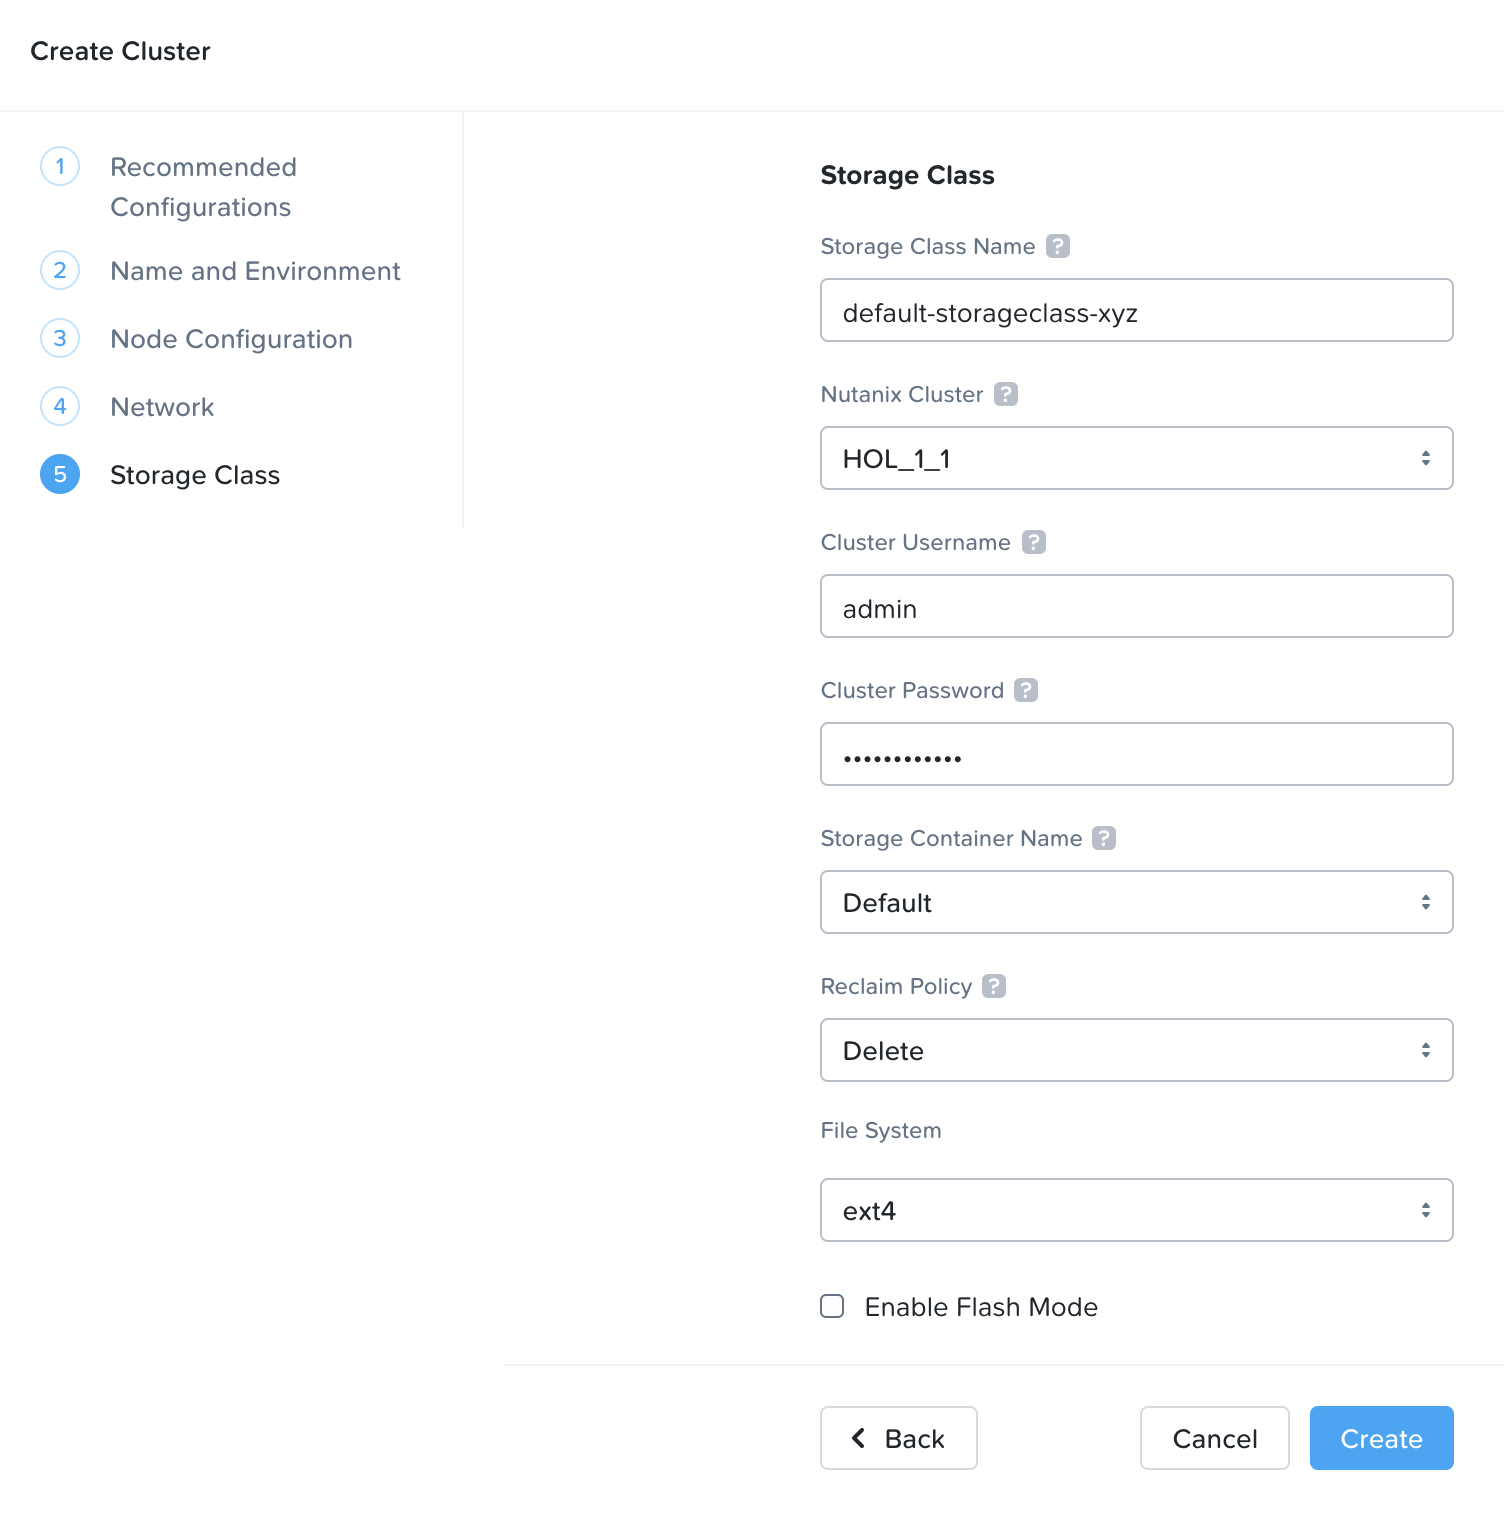 Create Cluster
1
Recommended
Configurations
2
Name and Environment
3
Node Configuration
4
Network
5
Storage Class
Storage Class
Storage Class Name ?
default-storageclass-xyz
Nutanix Cluster ?
HOL_1_1
Cluster Username ?
admin
Cluster Password ?
••••••••••••
Storage Container Name ?
Default
Reclaim Policy ?
Delete
File System
ext4
Enable Flash Mode
Back
Cancel
Create